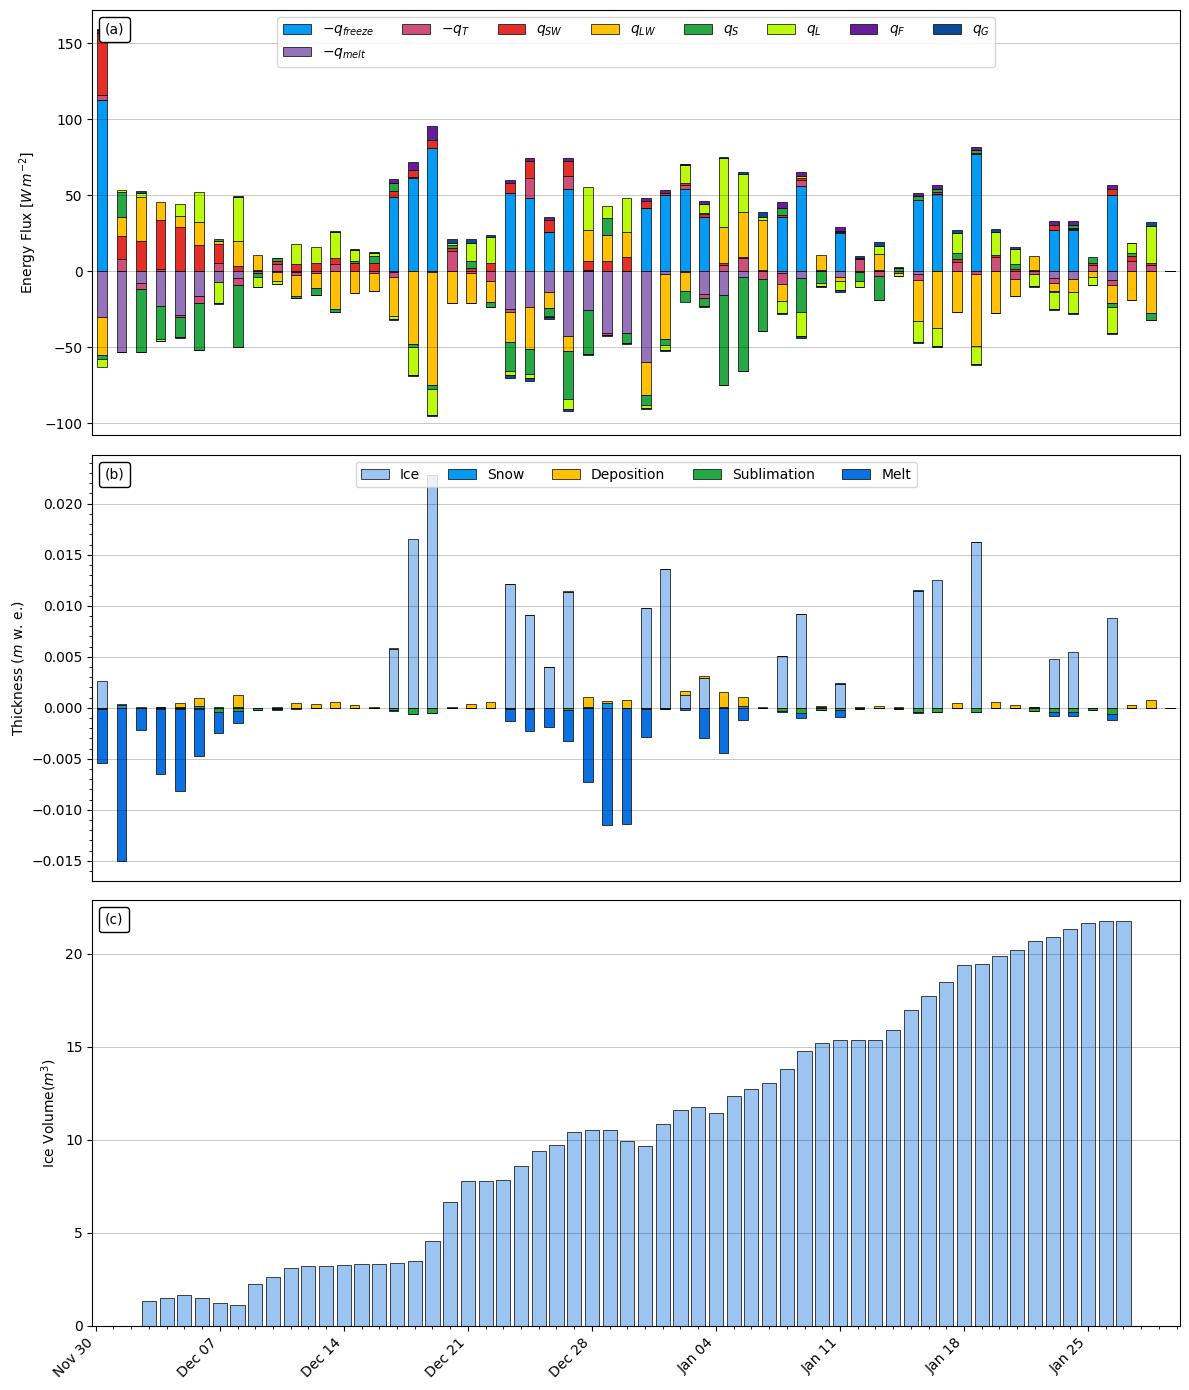 (a)
−q_freeze −q_T q_SW q_LW q_S q_L q_F q_G
−q_melt
Energy Flux [W m⁻²]
150
100
50
0
−50
−100
(b)
Ice Snow Deposition Sublimation Melt
Thickness (m w. e.)
0.020
0.015
0.010
0.005
0.000
−0.005
−0.010
−0.015
(c)
Ice Volume(m³)
20
15
10
5
0
Nov 30 Dec 07 Dec 14 Dec 21 Dec 28 Jan 04 Jan 11 Jan 18 Jan 25